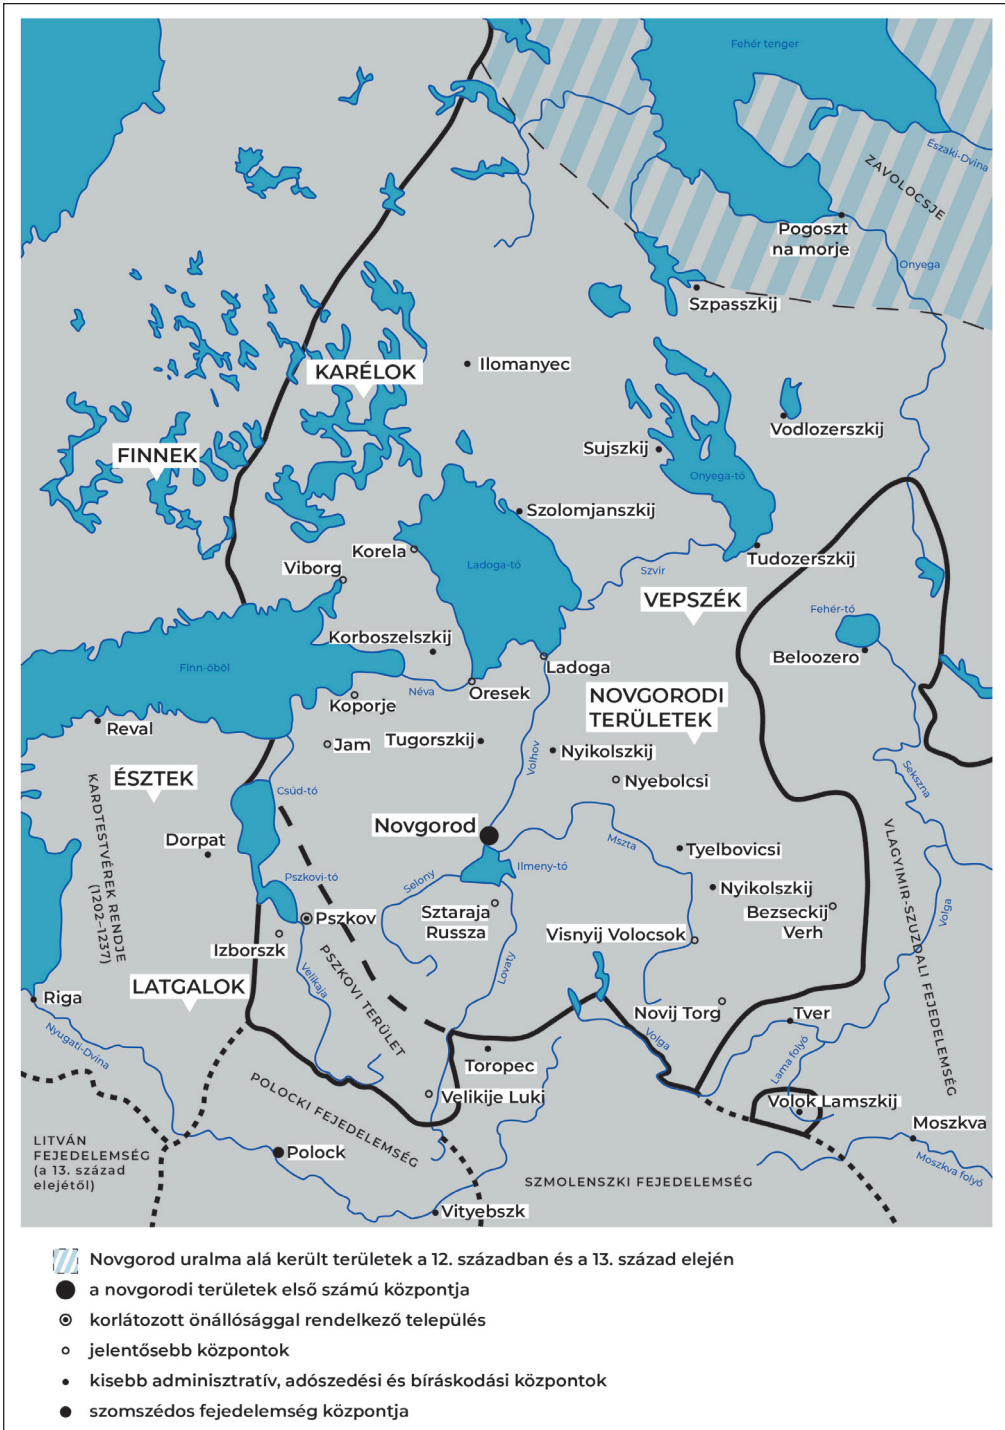 Fehér tenger
Északi-Dvina
ZAVOLOCSJE
Pogoszt
na morje
Onyega
Szpasszkij
Ilomanyec
KARÉLOK
Vodlozerszkij
FINNEK
Sujszkij
Onyega-tó
Szolomjanszkij
Korela
Viborg
Ladoga-tó
Tudozerszkij
Szvir
VEPSZÉK
Fehér-tó
Korboszelszkij
Beloozero
Finn-öböl
Ladoga
Néva
Oresek
NOVGORODI
TERÜLETEK
Koporje
Reval
Jam
Tugorszkij
Volhov
Nyikolszkij
Nyebolcsi
Sekszna
ÉSZTEK
Csúd-tó
KARDTESTVÉREK RENDJE
(1202–1237)
Novgorod
Dorpat
Ilmeny-tó
Mszta
Tyelbovicsi
VLAGYIMIR-SZUZDALI FEJEDELEMSÉG
Pszkovi-tó
Selony
Nyikolszkij
Volga
Pszkov
Sztaraja
Russza
Bezseckij
Verh
Izborszk
Visnyij Volocsok
PSZKOVI TERÜLET
Velikaja
Lovaty
LATGALOK
Riga
Novij Torg
Tver
Nyugati-Dvina
Volga
Lama folyó
Toropec
POLOCKI FEJEDELEMSÉG
Velikije Luki
Volok Lamszkij
Moszkva
LITVÁN
FEJEDELEMSÉG
(a 13. század
elejétől)
Polock
Moszkva folyó
SZMOLENSZKI FEJEDELEMSÉG
Vityebszk
Novgorod uralma alá került területek a 12. században és a 13. század elején
a novgorodi területek első számú központja
korlátozott önállósággal rendelkező település
jelentősebb központok
kisebb adminisztratív, adószedési és bíráskodási központok
szomszédos fejedelemség központja